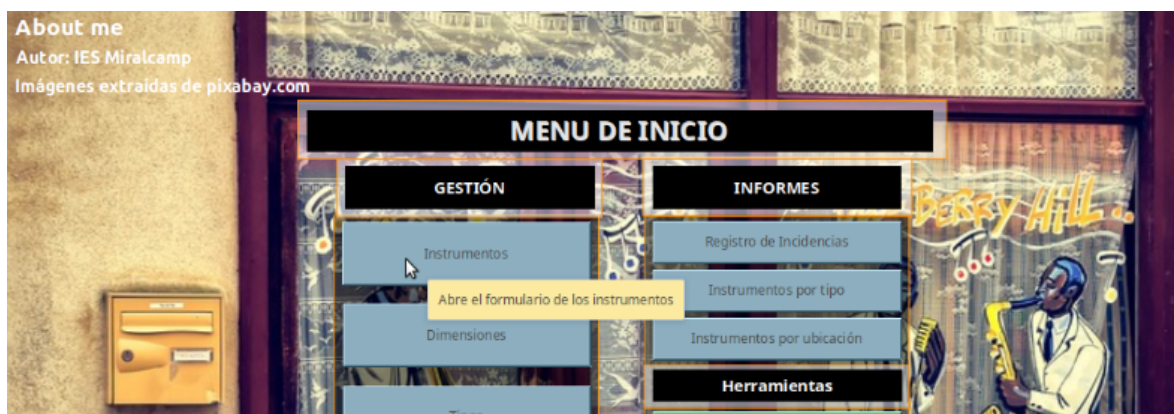 About me
Autor: IES Miralcamp
Imágenes extraidas de pixabay.com
MENU DE INICIO
GESTIÓN
INFORMES
Instrumentos
Registro de Incidencias
Abre el formulario de los instrumentos
Instrumentos por tipo
Dimensiones
Instrumentos por ubicación
Herramientas
BERRY Hill